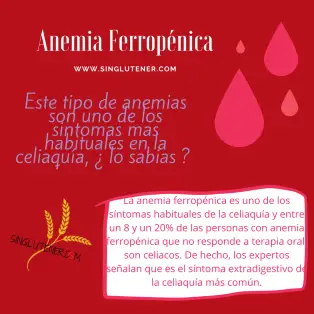 Anemia Ferropénica
WWW.SINGLUTENER.COM
Este tipo de anemias
son uno de los
síntomas mas
habituales en la
celiaquía, ¿ lo sabías ?
La anemia ferropénica es uno de los
síntomas habituales de la celiaquía y entre
un 8 y un 20% de las personas con anemia
ferropénica que no responde a terapia oral
son celiacos. De hecho, los expertos
señalan que es el síntoma extradigestivo de
la celiaquía más común.
SINGLUTENER.COM